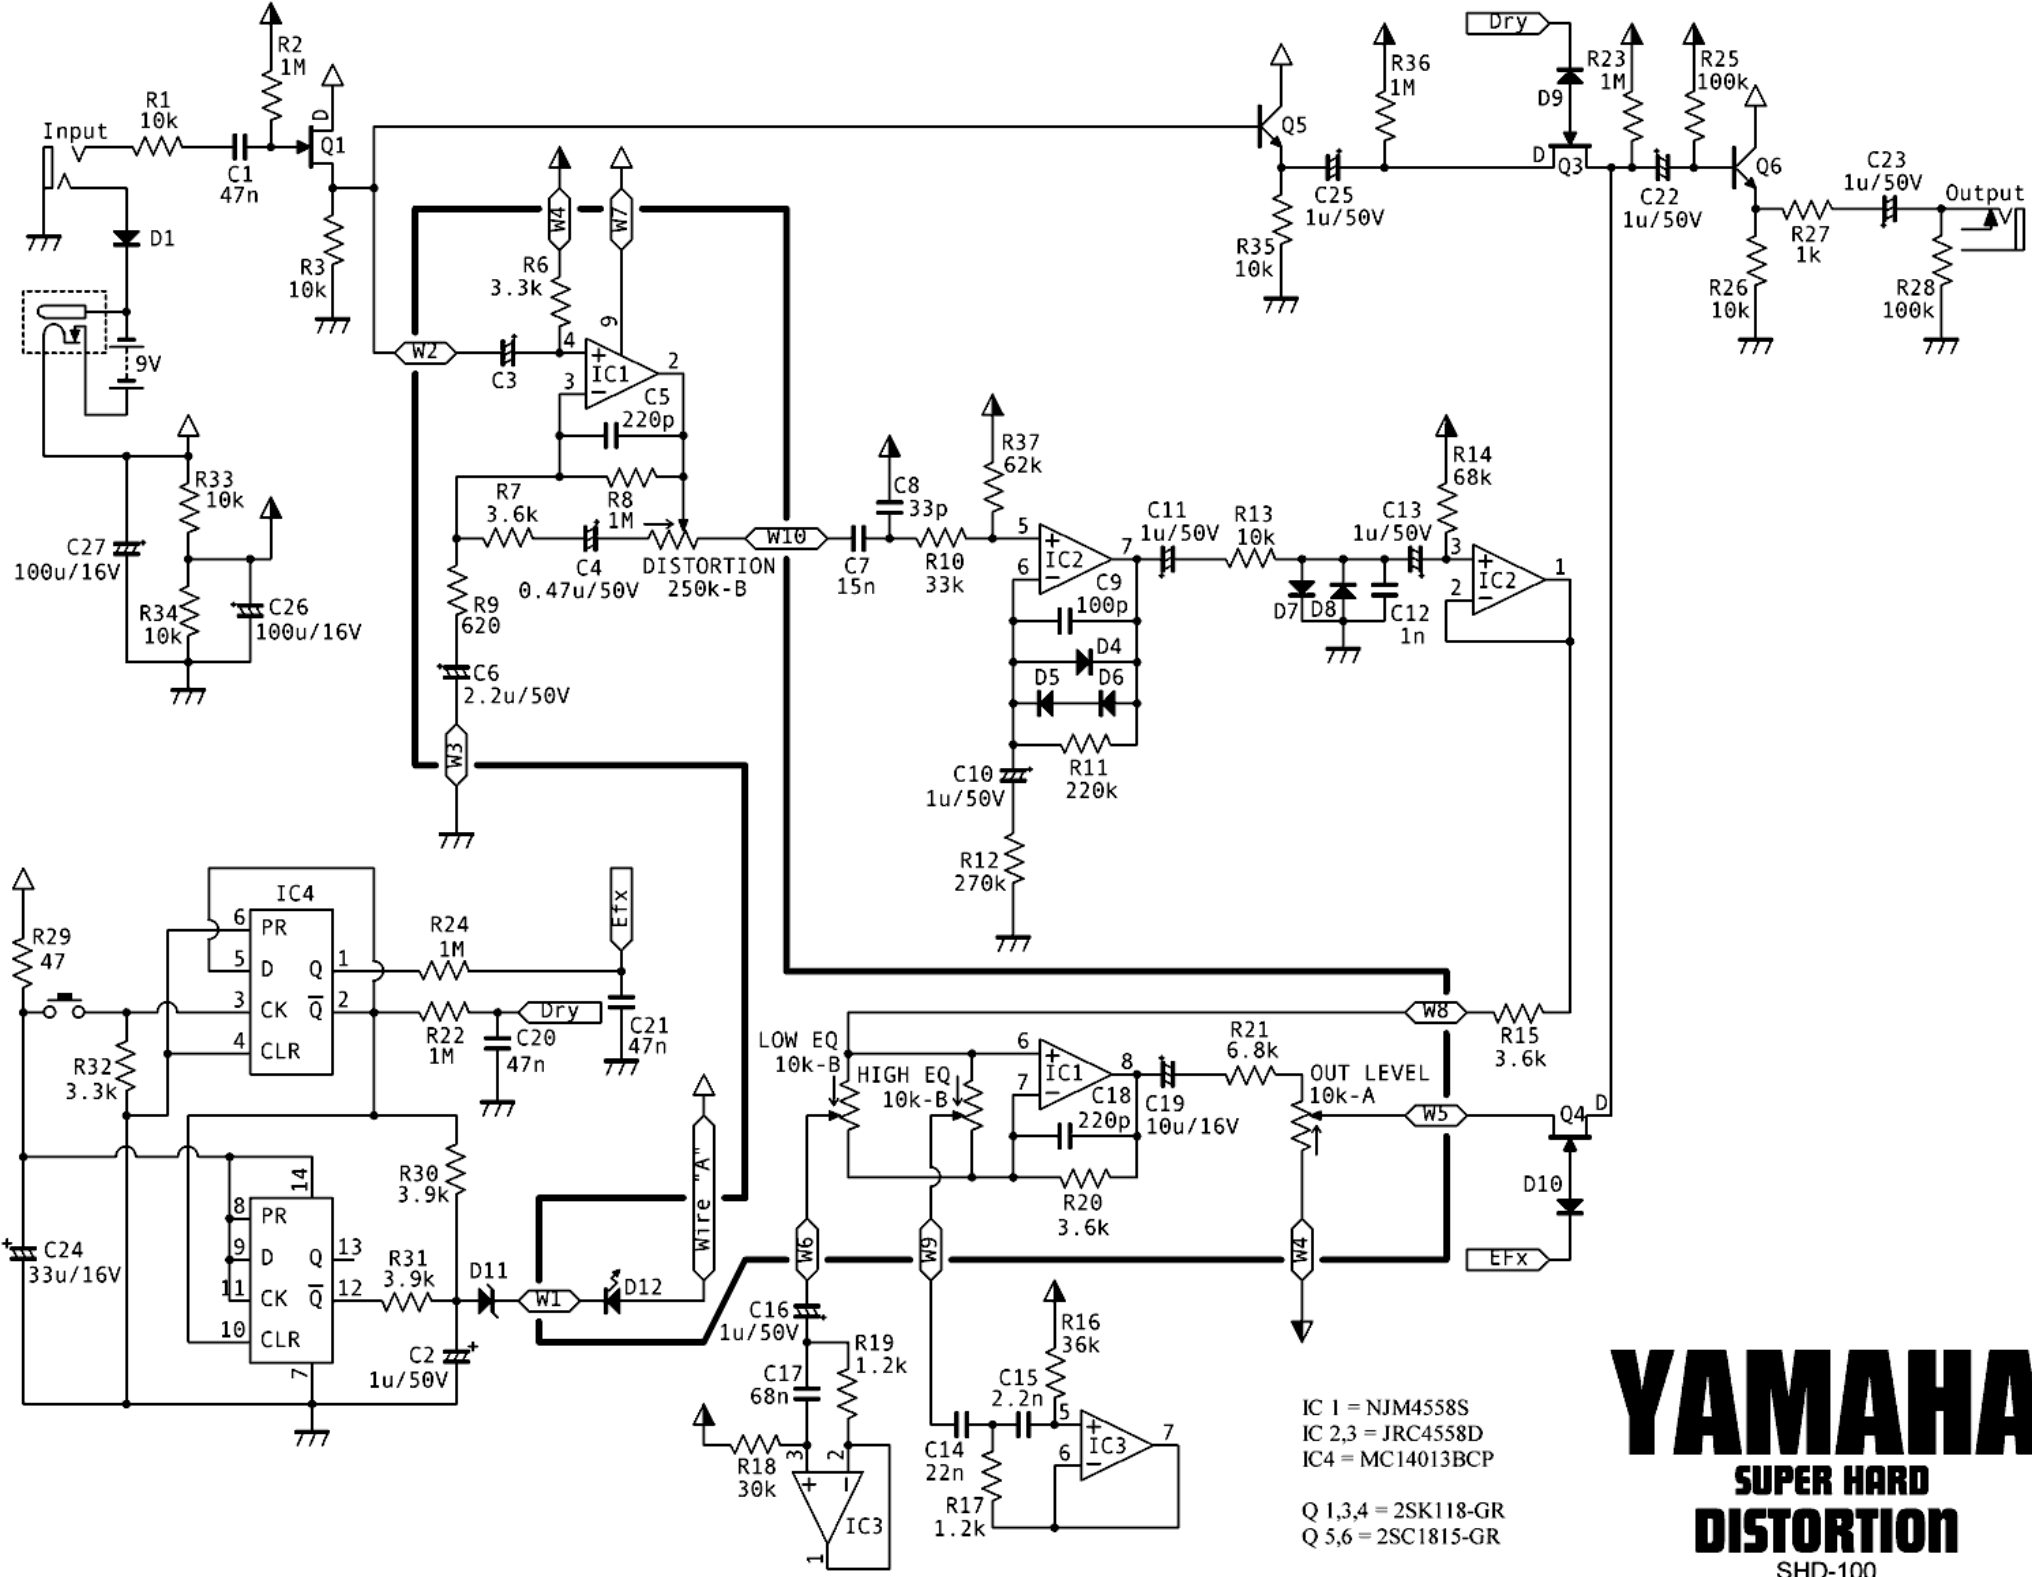 R2
1M
R1
10k
Input
D
Q1
C1
47n
D1
R3
10k
9V
R33
10k
C27
100u/16V
R34
10k
C26
100u/16V
W4
W7
R6
3.3k
9
W2
C3
4
+
IC1
2
3
−
C5
220p
R7
3.6k
R8
1M
C4
0.47u/50V
DISTORTION
250k-B
W10
R9
620
C6
2.2u/50V
W3
C7
15n
C8
33p
R10
33k
R37
62k
5
+
IC2
7
6
−
C9
100p
D4
D5
D6
R11
220k
C10
1u/50V
R12
270k
C11
1u/50V
R13
10k
D7
D8
C12
1n
C13
1u/50V
R14
68k
3
+
IC2
1
2
−
Q5
R35
10k
C25
1u/50V
R36
1M
Dry
D9
D
Q3
R23
1M
R25
100k
C22
1u/50V
Q6
R26
10k
R27
1k
C23
1u/50V
Output
R28
100k
R29
47
IC4
6
PR
5
D
Q
1
3
CK
Q
2
4
CLR
R24
1M
Efx
R22
1M
Dry
C20
47n
C21
47n
R32
3.3k
C24
33u/16V
14
8
PR
9
D
Q
13
11
CK
Q
12
10
CLR
7
R30
3.9k
R31
3.9k
D11
W1
D12
Wire "A"
C2
1u/50V
LOW EQ
10k-B
HIGH EQ
10k-B
6
+
IC1
8
7
−
C18
220p
R20
3.6k
C19
10u/16V
R21
6.8k
OUT LEVEL
10k-A
W8
R15
3.6k
W5
Q4
D
D10
EFx
W6
W9
W4
C16
1u/50V
C17
68n
R19
1.2k
R18
30k
3
2
+
−
IC3
1
C14
22n
C15
2.2n
R16
36k
R17
1.2k
5
+
IC3
7
6
−
IC 1 = NJM4558S
IC 2,3 = JRC4558D
IC4 = MC14013BCP
Q 1,3,4 = 2SK118-GR
Q 5,6 = 2SC1815-GR
YAMAHA
SUPER HARD
DISTORTION
SHD-100